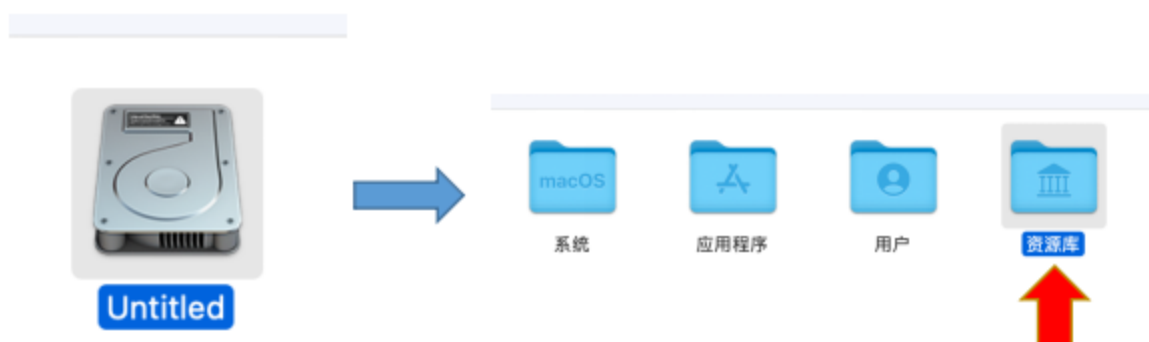 Untitled
macOS
系统
应用程序
用户
资源库